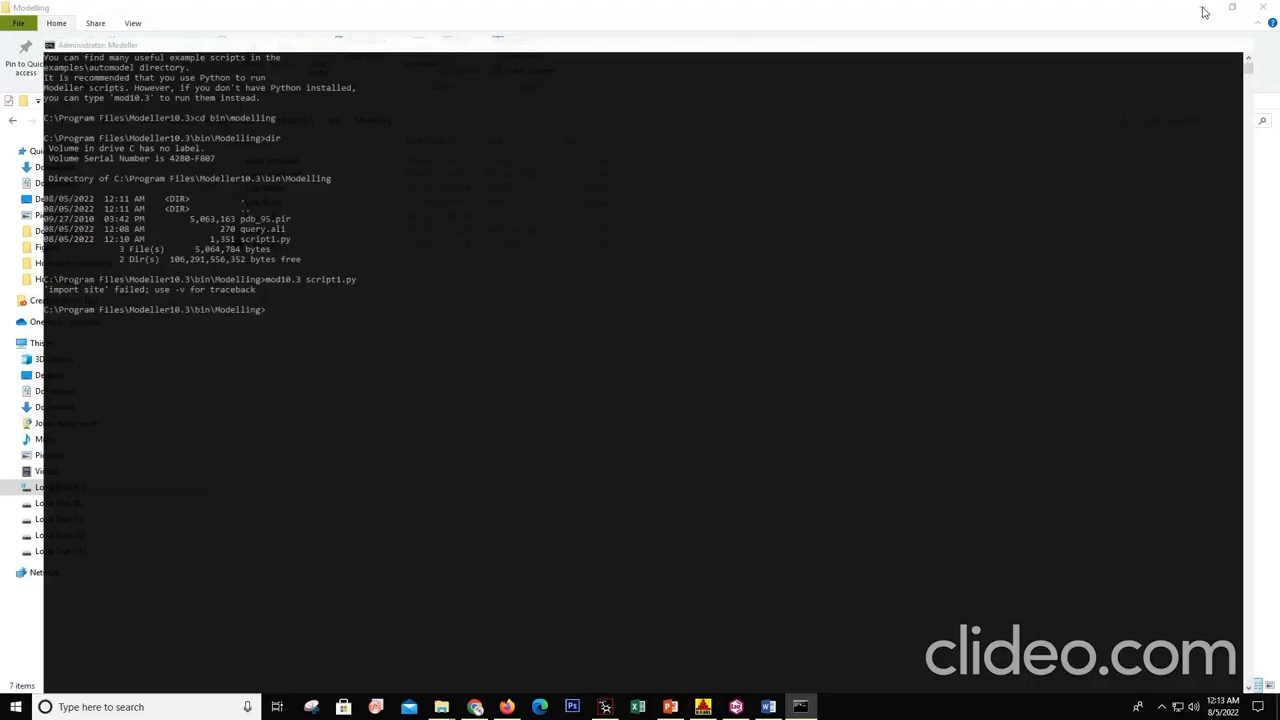 Modelling
File
Home
Share
View
Pin to Quick
access
Administrator: Modeller
You can find many useful example scripts in the
examples\automodel directory.
It is recommended that you use Python to run
Modeller scripts. However, if you don't have Python installed,
you can type 'mod10.3' to run them instead.
C:\Program Files\Modeller10.3>cd bin\modelling
C:\Program Files\Modeller10.3\bin\Modelling>dir
Volume in drive C has no label.
Volume Serial Number is 4280-F807
Directory of C:\Program Files\Modeller10.3\bin\Modelling
08/05/2022 12:11 AM <DIR> .
08/05/2022 12:11 AM <DIR> ..
09/27/2010 03:42 PM 5,063,163 pdb_95.pir
08/05/2022 12:08 AM 270 query.ali
08/05/2022 12:10 AM 1,351 script1.py
3 File(s) 5,064,784 bytes
2 Dir(s) 106,291,556,352 bytes free
C:\Program Files\Modeller10.3\bin\Modelling>mod10.3 script1.py
'import site' failed; use -v for traceback
C:\Program Files\Modeller10.3\bin\Modelling>
7 items
clideo.com
Type here to search
12:13 AM
8/5/2022